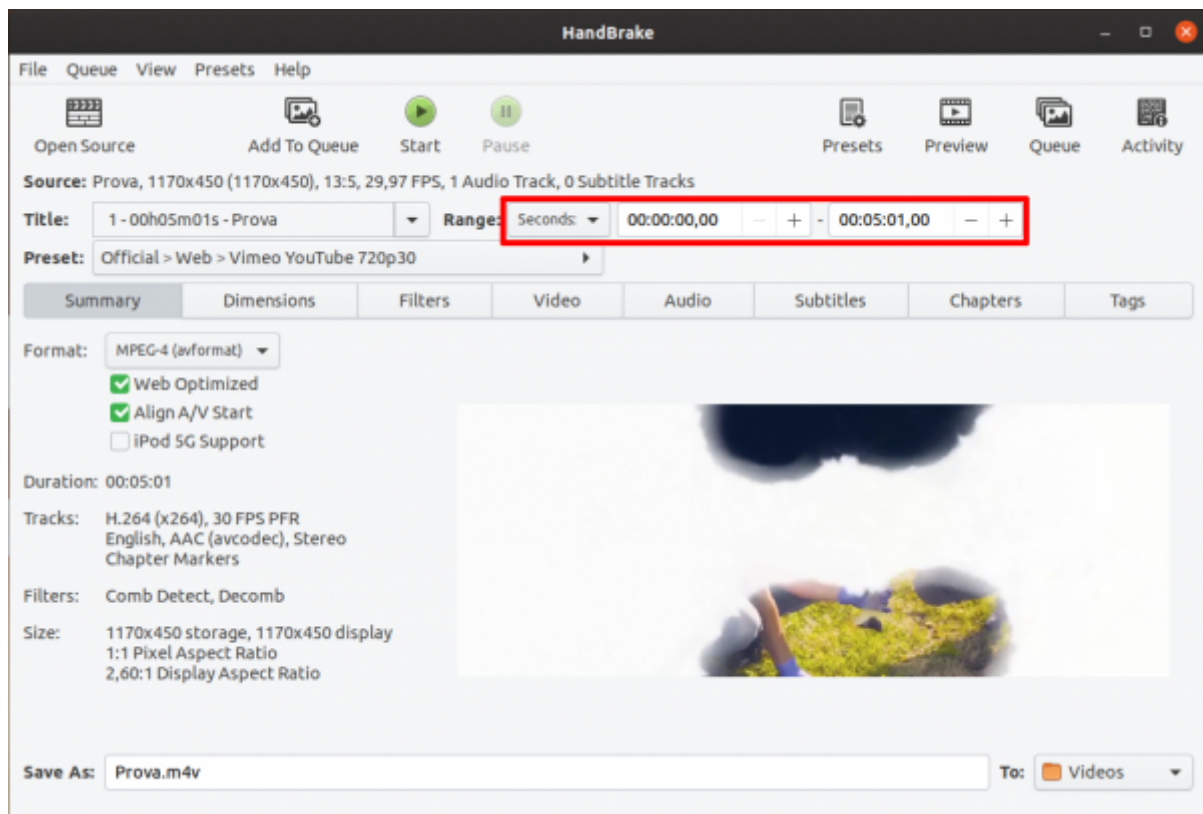 HandBrake
File Queue View Presets Help
Open Source Add To Queue Start Pause Presets Preview Queue Activity
Source: Prova, 1170x450 (1170x450), 13:5, 29,97 FPS, 1 Audio Track, 0 Subtitle Tracks
Title: 1 - 00h05m01s - Prova Range: Seconds: 00:00:00,00 - + - 00:05:01,00 - +
Preset: Official > Web > Vimeo YouTube 720p30
Summary Dimensions Filters Video Audio Subtitles Chapters Tags
Format: MPEG-4 (avformat)
Web Optimized
Align A/V Start
iPod 5G Support
Duration: 00:05:01
Tracks: H.264 (x264), 30 FPS PFR
English, AAC (avcodec), Stereo
Chapter Markers
Filters: Comb Detect, Decomb
Size: 1170x450 storage, 1170x450 display
1:1 Pixel Aspect Ratio
2,60:1 Display Aspect Ratio
Save As: Prova.m4v To: Videos